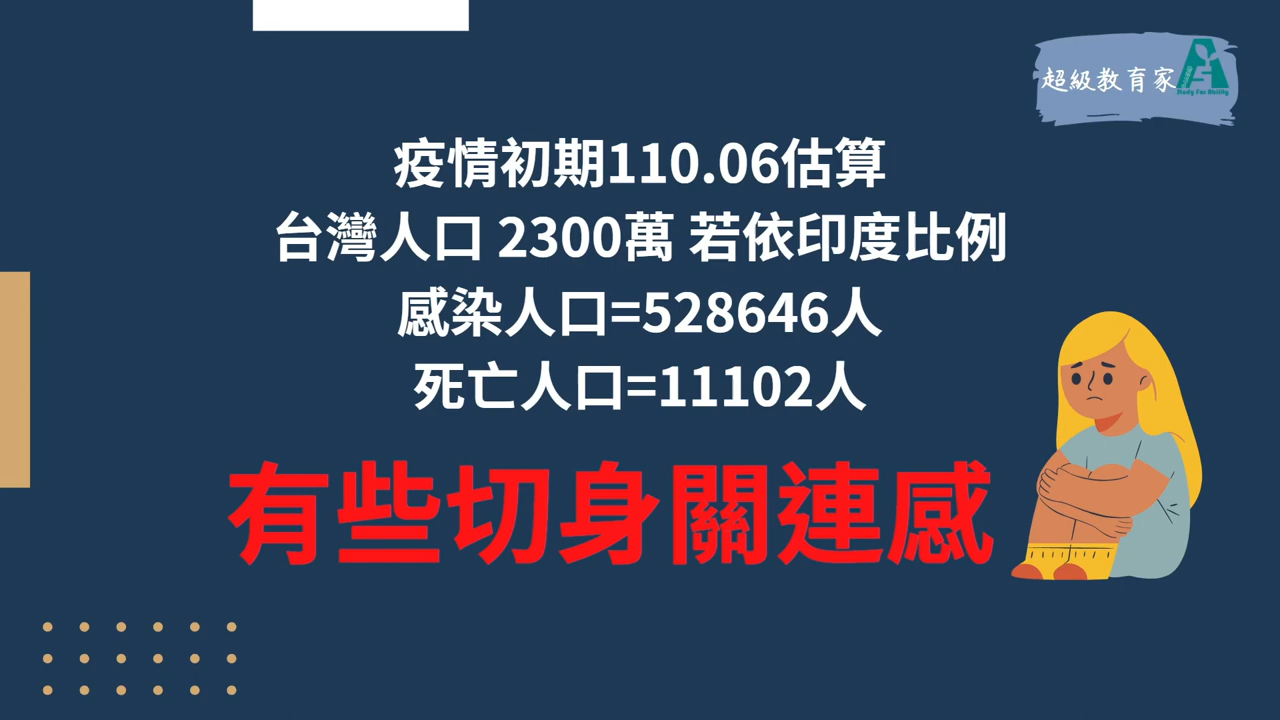 超級教育家
Study For Ability
疫情初期110.06估算
台灣人口 2300萬 若依印度比例
感染人口=528646人
死亡人口=11102人
有些切身關連感